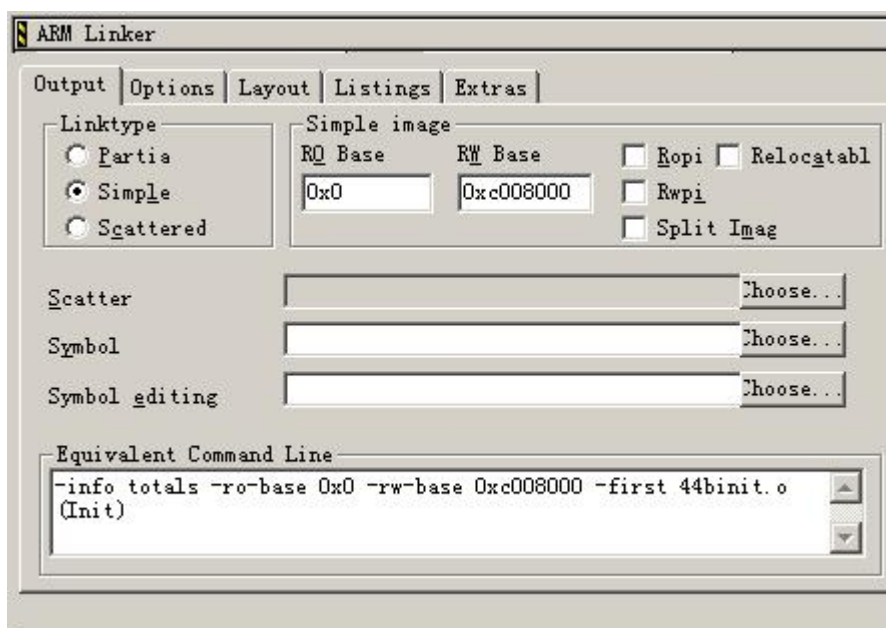 ARM Linker
Output Options Layout Listings Extras
Linktype
Partia
Simple
Scattered
Simple image
RO Base RW Base
0x0 0xc008000
Ropi Relocatabl
Rwpi
Split Imag
Scatter Choose...
Symbol Choose...
Symbol editing Choose...
Equivalent Command Line
-info totals -ro-base 0x0 -rw-base 0xc008000 -first 44binit.o
(Init)